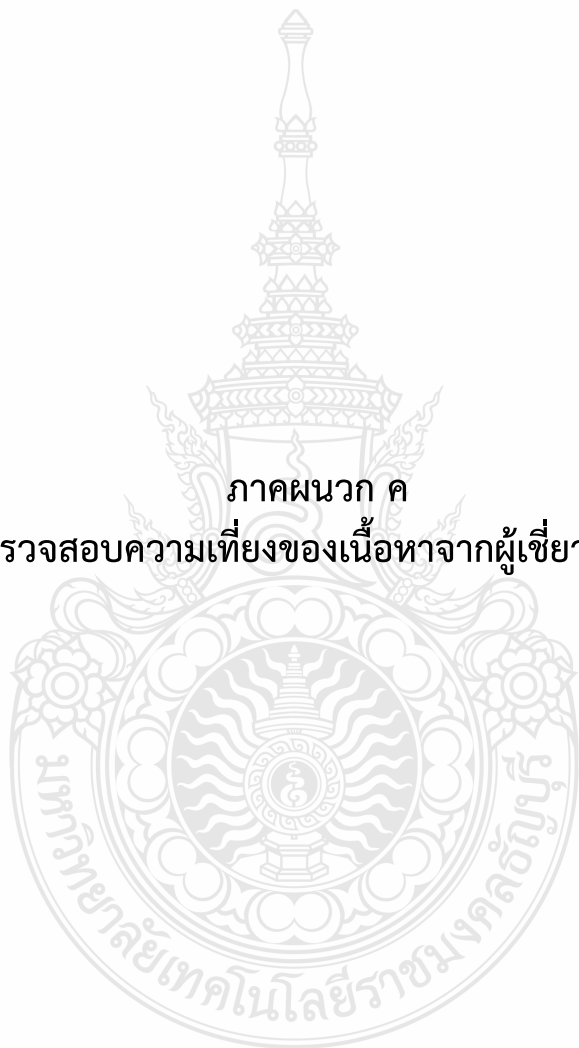 ภาคผนวก ค
รวจสอบความเที่ยงของเนื้อหาจากผู้เชี่ยว
มหาวิทยาลัยเทคโนโลยีราชมงคลธัญบุรี